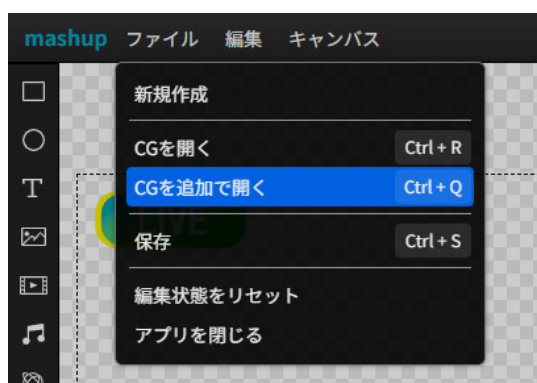 mashup ファイル 編集 キャンバス
新規作成
CGを開く Ctrl + R
CGを追加で開く Ctrl + Q
保存 Ctrl + S
編集状態をリセット
アプリを閉じる
T
LIVE